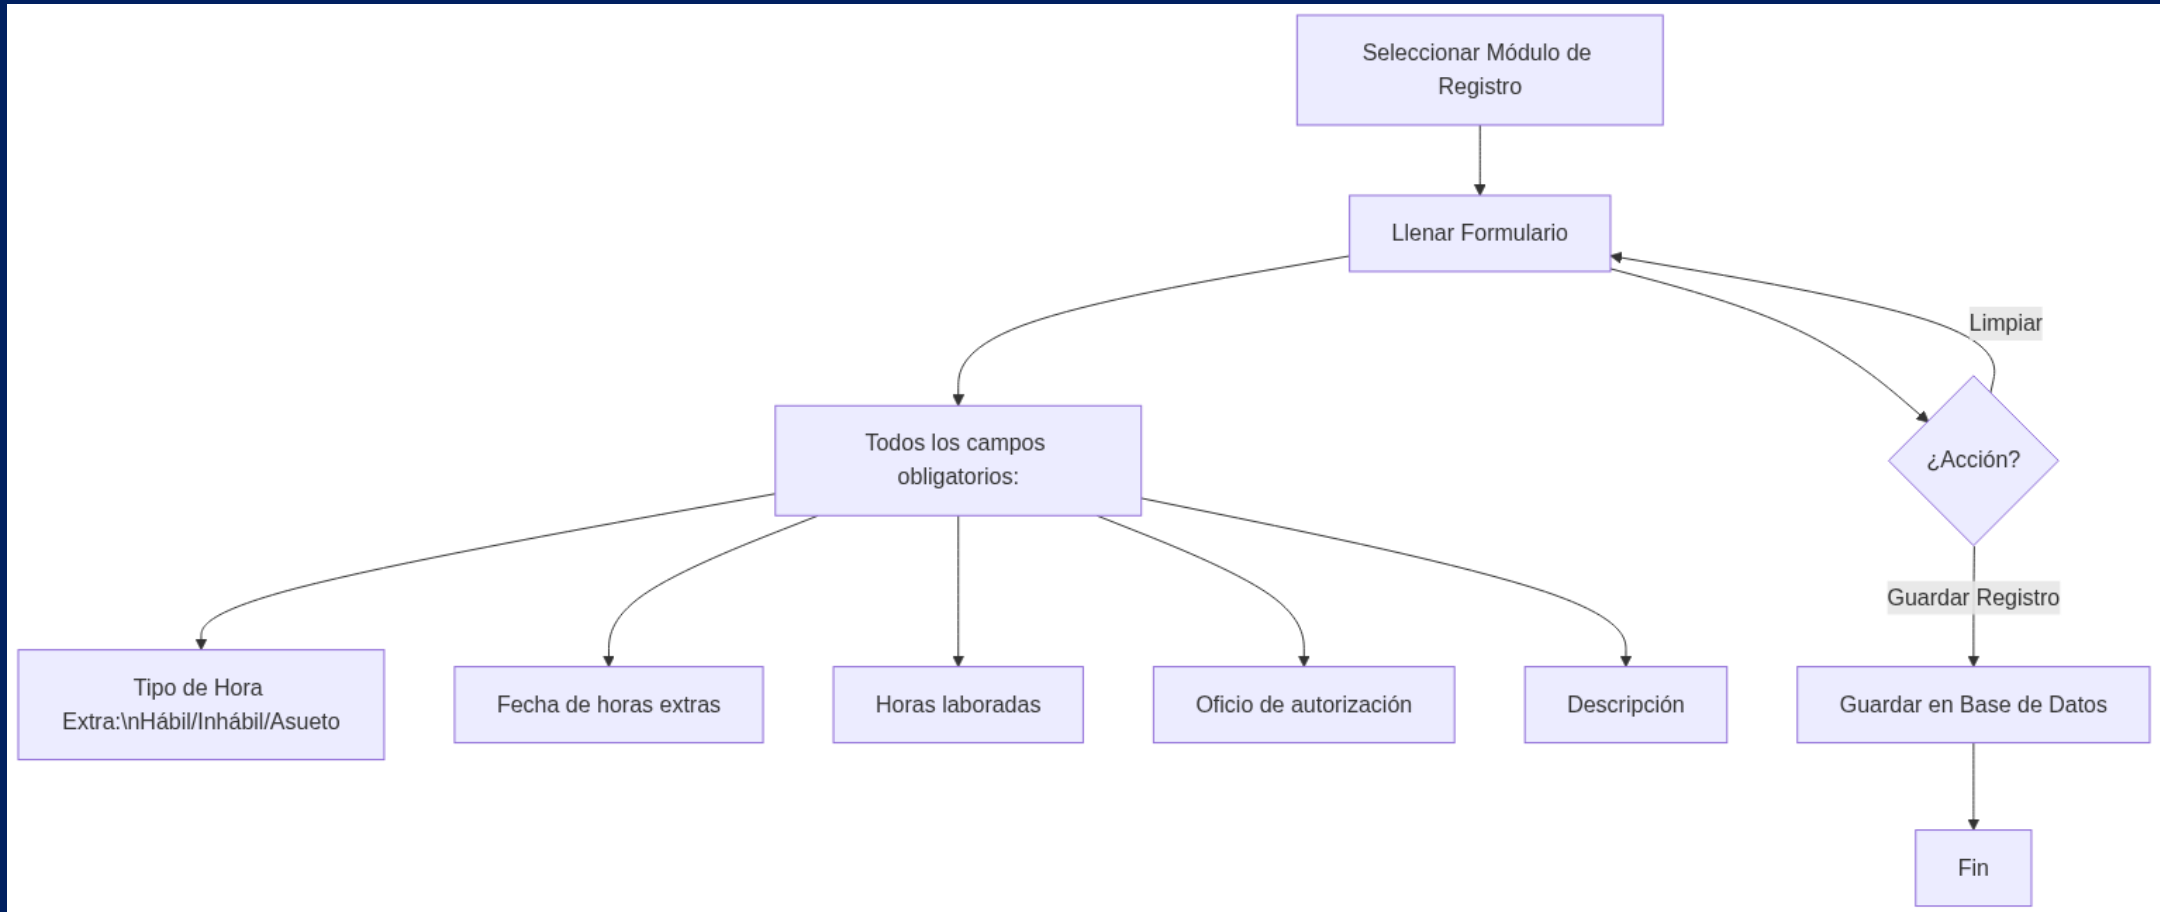 Seleccionar Módulo de
Registro
Llenar Formulario
Limpiar
Todos los campos
obligatorios:
¿Acción?
Guardar Registro
Tipo de Hora
Extra:\nHábil/Inhábil/Asueto
Fecha de horas extras
Horas laboradas
Oficio de autorización
Descripción
Guardar en Base de Datos
Fin